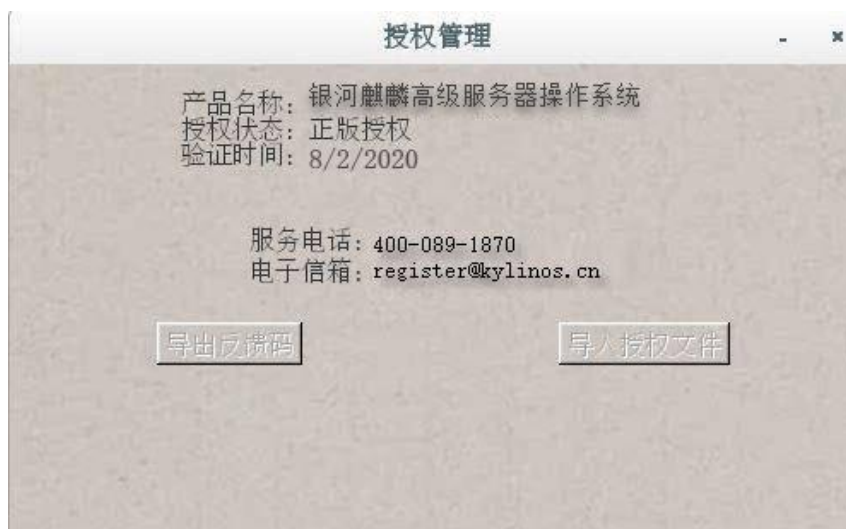 授权管理
产品名称: 银河麒麟高级服务器操作系统
授权状态: 正版授权
验证时间: 8/2/2020
服务电话: 400-089-1870
电子信箱: register@kylinos.cn
导出反馈码 导入授权文件